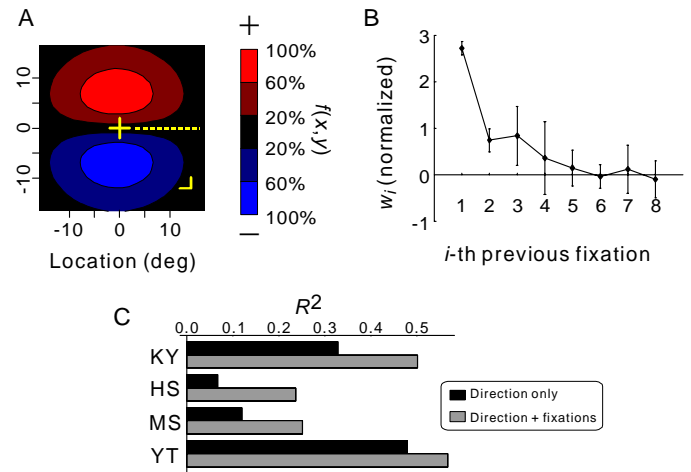 A
+
100%
60%
20%
20%
60%
100%
−
f(x,y)
10
0
-10
-10 0 10
Location (deg)
B
3
2
1
0
-1
wi (normalized)
1 2 3 4 5 6 7 8
i-th previous fixation
C
R2
0.0 0.1 0.2 0.3 0.4 0.5
KY
HS
MS
YT
Direction only
Direction + fixations